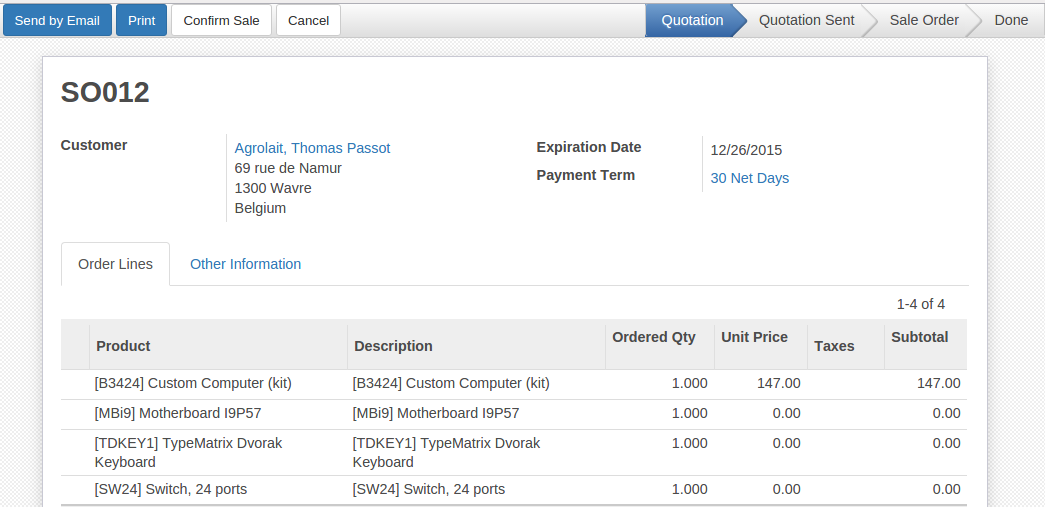 Send by Email Print Confirm Sale Cancel Quotation Quotation Sent Sale Order Done
SO012
Customer Agrolait, Thomas Passot Expiration Date 12/26/2015
69 rue de Namur Payment Term 30 Net Days
1300 Wavre
Belgium
Order Lines Other Information
1-4 of 4
Product Description Ordered Qty Unit Price Taxes Subtotal
[B3424] Custom Computer (kit) [B3424] Custom Computer (kit) 1.000 147.00 147.00
[MBi9] Motherboard I9P57 [MBi9] Motherboard I9P57 1.000 0.00 0.00
[TDKEY1] TypeMatrix Dvorak [TDKEY1] TypeMatrix Dvorak 1.000 0.00 0.00
Keyboard Keyboard
[SW24] Switch, 24 ports [SW24] Switch, 24 ports 1.000 0.00 0.00